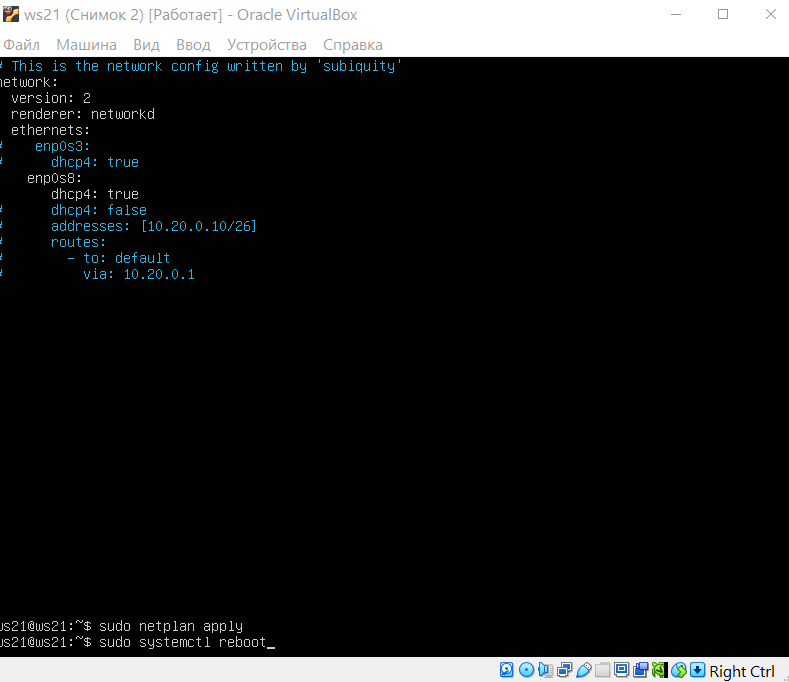 ws21 (Снимок 2) [Работает] - Oracle VirtualBox
Файл Машина Вид Ввод Устройства Справка
# This is the network config written by 'subiquity'
network:
  version: 2
  renderer: networkd
  ethernets:
#    enp0s3:
#      dhcp4: true
    enp0s8:
       dhcp4: true
#      dhcp4: false
#      addresses: [10.20.0.10/26]
#      routes:
#        - to: default
#          via: 10.20.0.1
ws21@ws21:~$ sudo netplan apply
ws21@ws21:~$ sudo systemctl reboot_
Right Ctrl